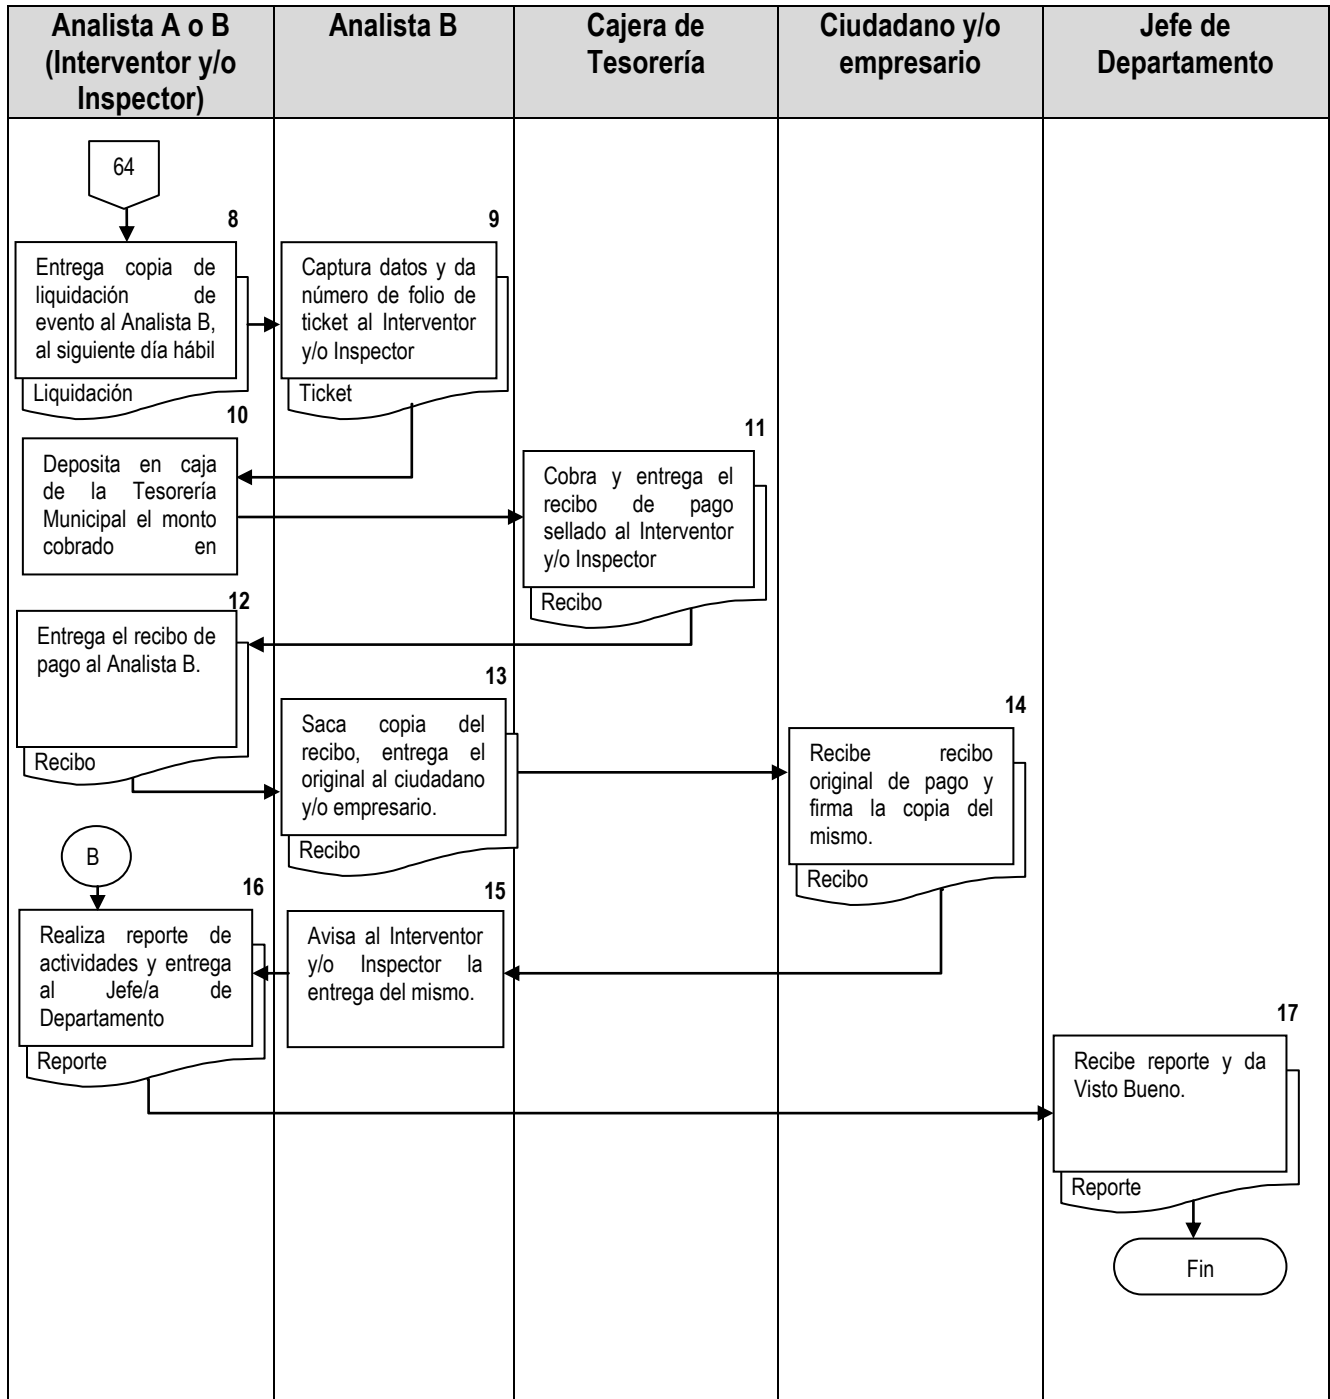 Analista A o B
(Interventor y/o
Inspector)
Analista B
Cajera de
Tesorería
Ciudadano y/o
empresario
Jefe de
Departamento
64
8
Entrega copia de
liquidación de
evento al Analista B,
al siguiente día hábil
Liquidación
9
Captura datos y da
número de folio de
ticket al Interventor
y/o Inspector
Ticket
10
Deposita en caja
de la Tesorería
Municipal el monto
cobrado en
11
Cobra y entrega el
recibo de pago
sellado al Interventor
y/o Inspector
Recibo
12
Entrega el recibo de
pago al Analista B.
Recibo
13
Saca copia del
recibo, entrega el
original al ciudadano
y/o empresario.
Recibo
14
Recibe recibo
original de pago y
firma la copia del
mismo.
Recibo
B
16
Realiza reporte de
actividades y entrega
al Jefe/a de
Departamento
Reporte
15
Avisa al Interventor
y/o Inspector la
entrega del mismo.
17
Recibe reporte y da
Visto Bueno.
Reporte
Fin